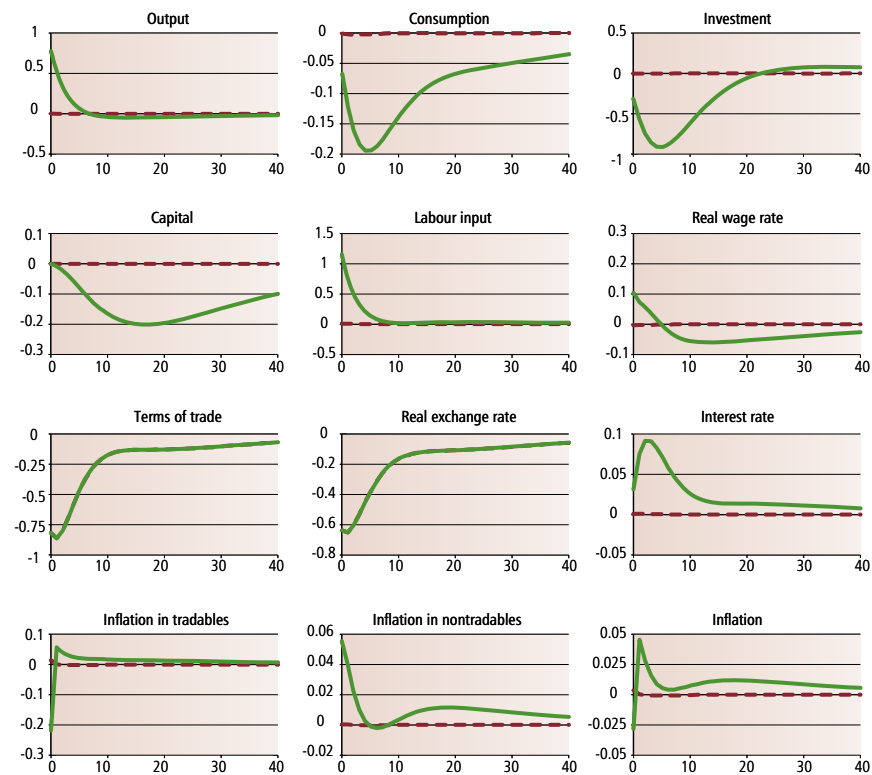 Output
1
0.5
0
-0.5
0 10 20 30 40
Consumption
0
-0.05
-0.1
-0.15
-0.2
0 10 20 30 40
Investment
0.5
0
-0.5
-1
0 10 20 30 40
Capital
0.1
0
-0.1
-0.2
-0.3
0 10 20 30 40
Labour input
1.5
1
0.5
0
-0.5
0 10 20 30 40
Real wage rate
0.3
0.2
0.1
0
-0.1
0 10 20 30 40
Terms of trade
0
-0.25
-0.5
-0.75
-1
0 10 20 30 40
Real exchange rate
0
-0.2
-0.4
-0.6
-0.8
0 10 20 30 40
Interest rate
0.1
0.05
0
-0.05
0 10 20 30 40
Inflation in tradables
0.1
0
-0.1
-0.2
-0.3
0 10 20 30 40
Inflation in nontradables
0.06
0.04
0.02
0
-0.02
0 10 20 30 40
Inflation
0.05
0.025
0
-0.025
-0.05
0 10 20 30 40